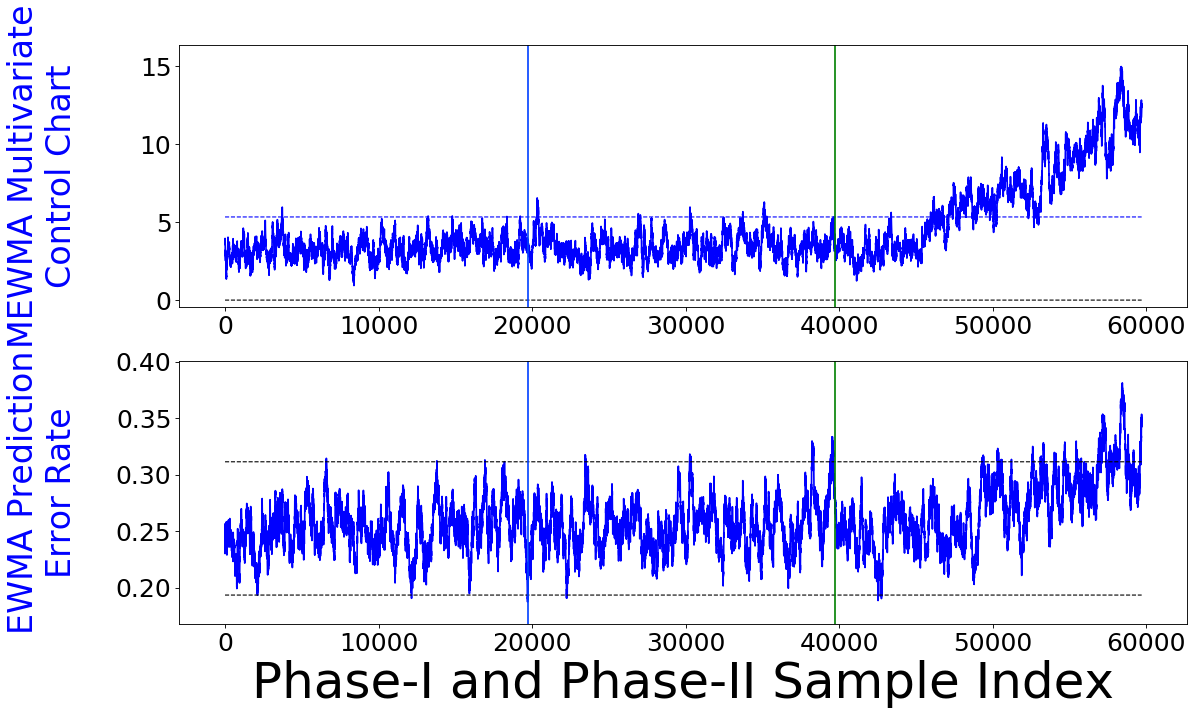 MEWMA Multivariate
Control Chart
15
10
5
0
0 10000 20000 30000 40000 50000 60000
EWMA Prediction
Error Rate
0.40
0.35
0.30
0.25
0.20
0 10000 20000 30000 40000 50000 60000
Phase-I and Phase-II Sample Index